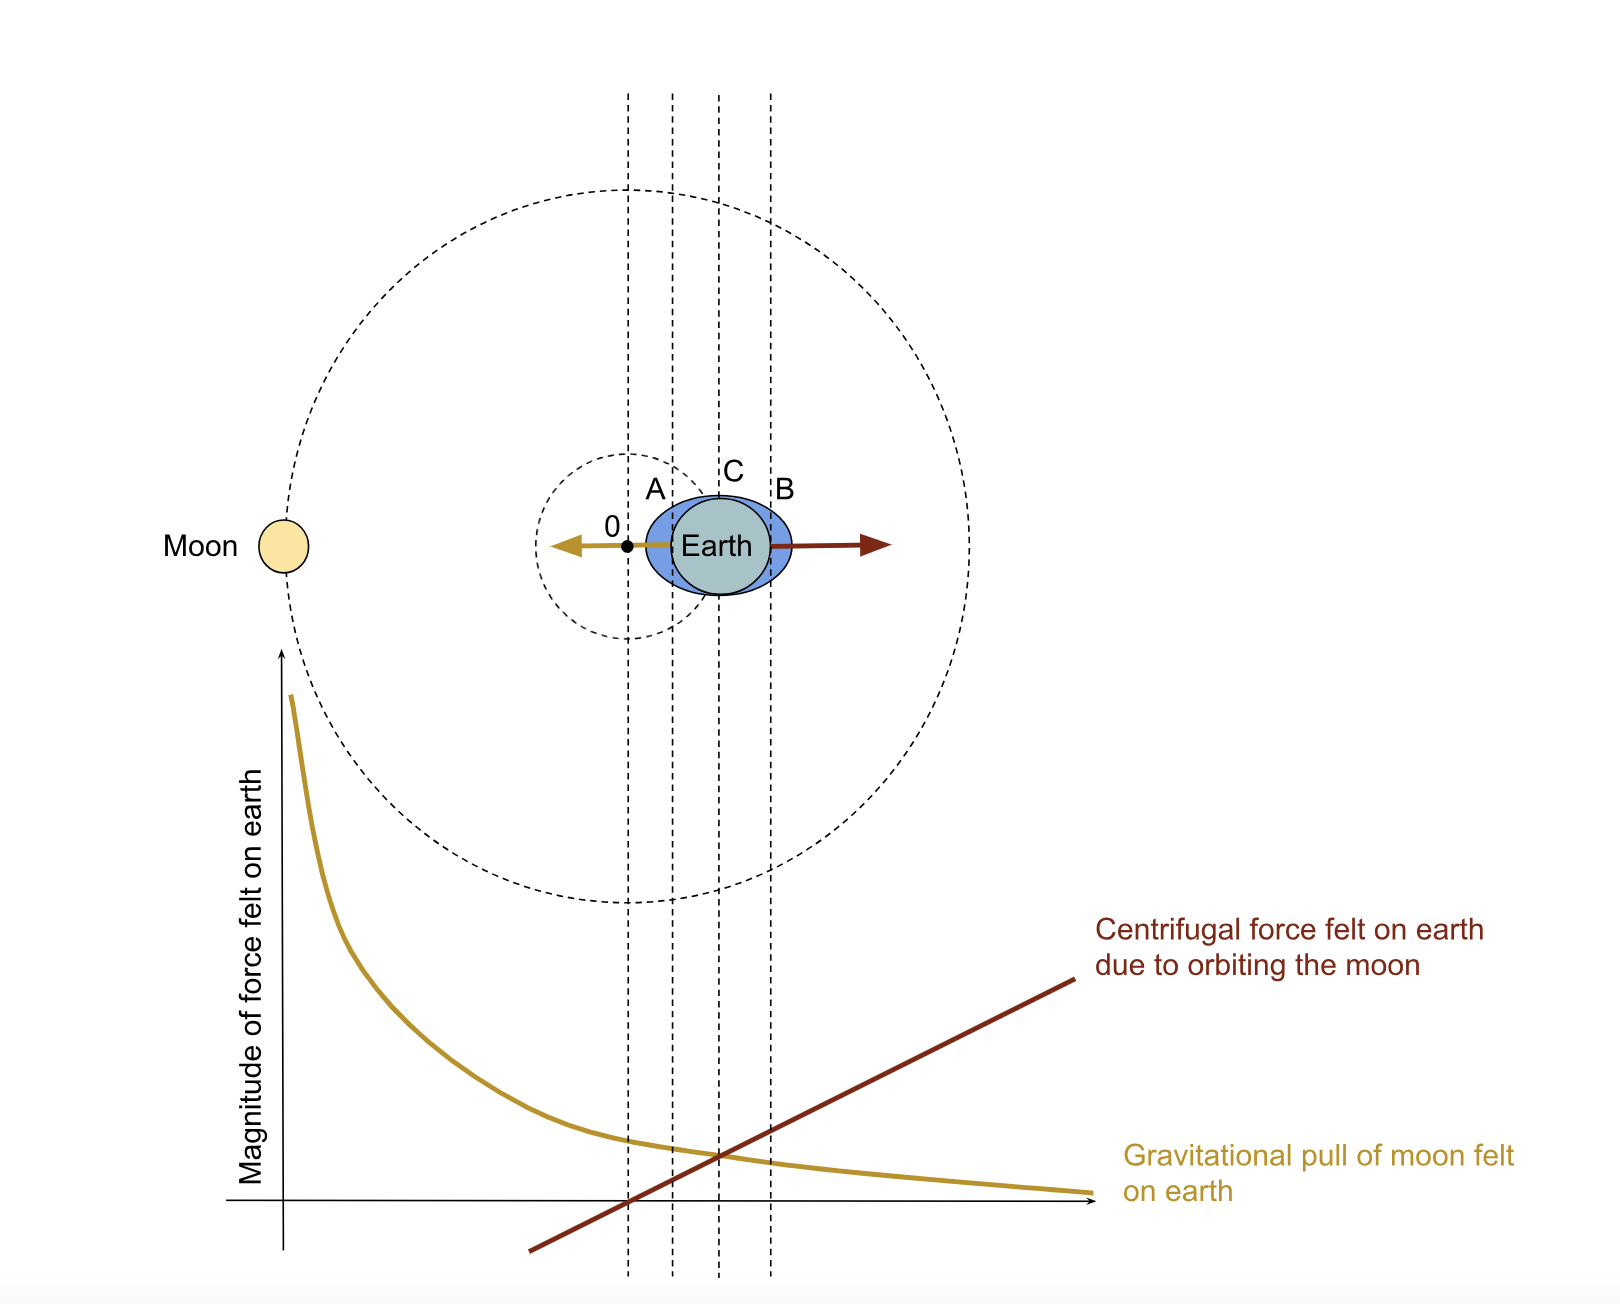 C
A
B
0
Moon
Earth
Magnitude of force felt on earth
Centrifugal force felt on earth
due to orbiting the moon
Gravitational pull of moon felt
on earth